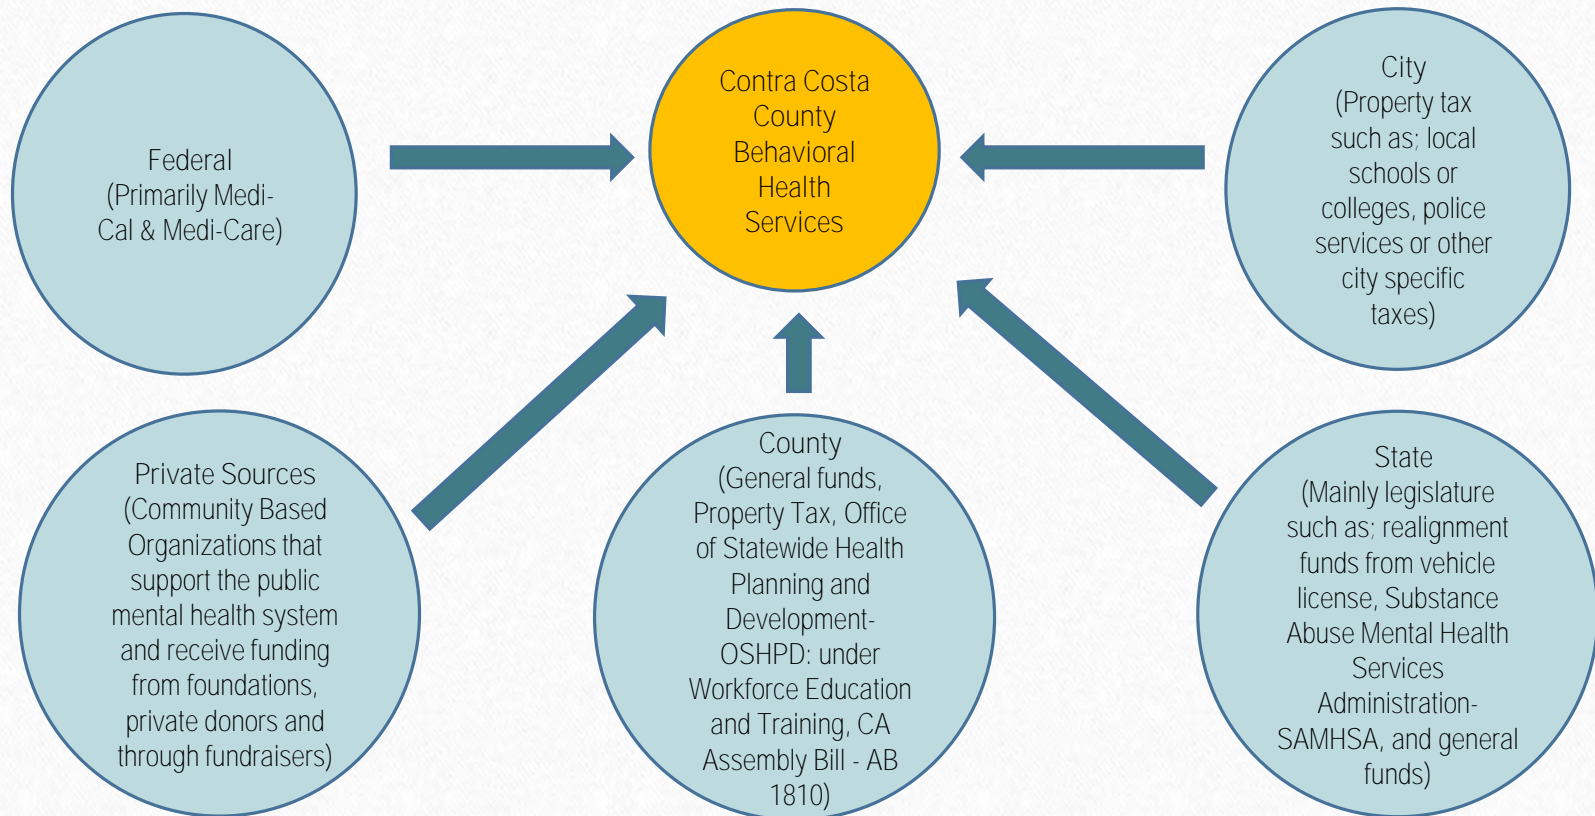 Federal
(Primarily Medi-
Cal & Medi-Care)
Contra Costa
County
Behavioral
Health
Services
City
(Property tax
such as; local
schools or
colleges, police
services or other
city specific
taxes)
Private Sources
(Community Based
Organizations that
support the public
mental health system
and receive funding
from foundations,
private donors and
through fundraisers)
County
(General funds,
Property Tax, Office
of Statewide Health
Planning and
Development-
OSHPD: under
Workforce Education
and Training, CA
Assembly Bill - AB
1810)
State
(Mainly legislature
such as; realignment
funds from vehicle
license, Substance
Abuse Mental Health
Services
Administration-
SAMHSA, and general
funds)